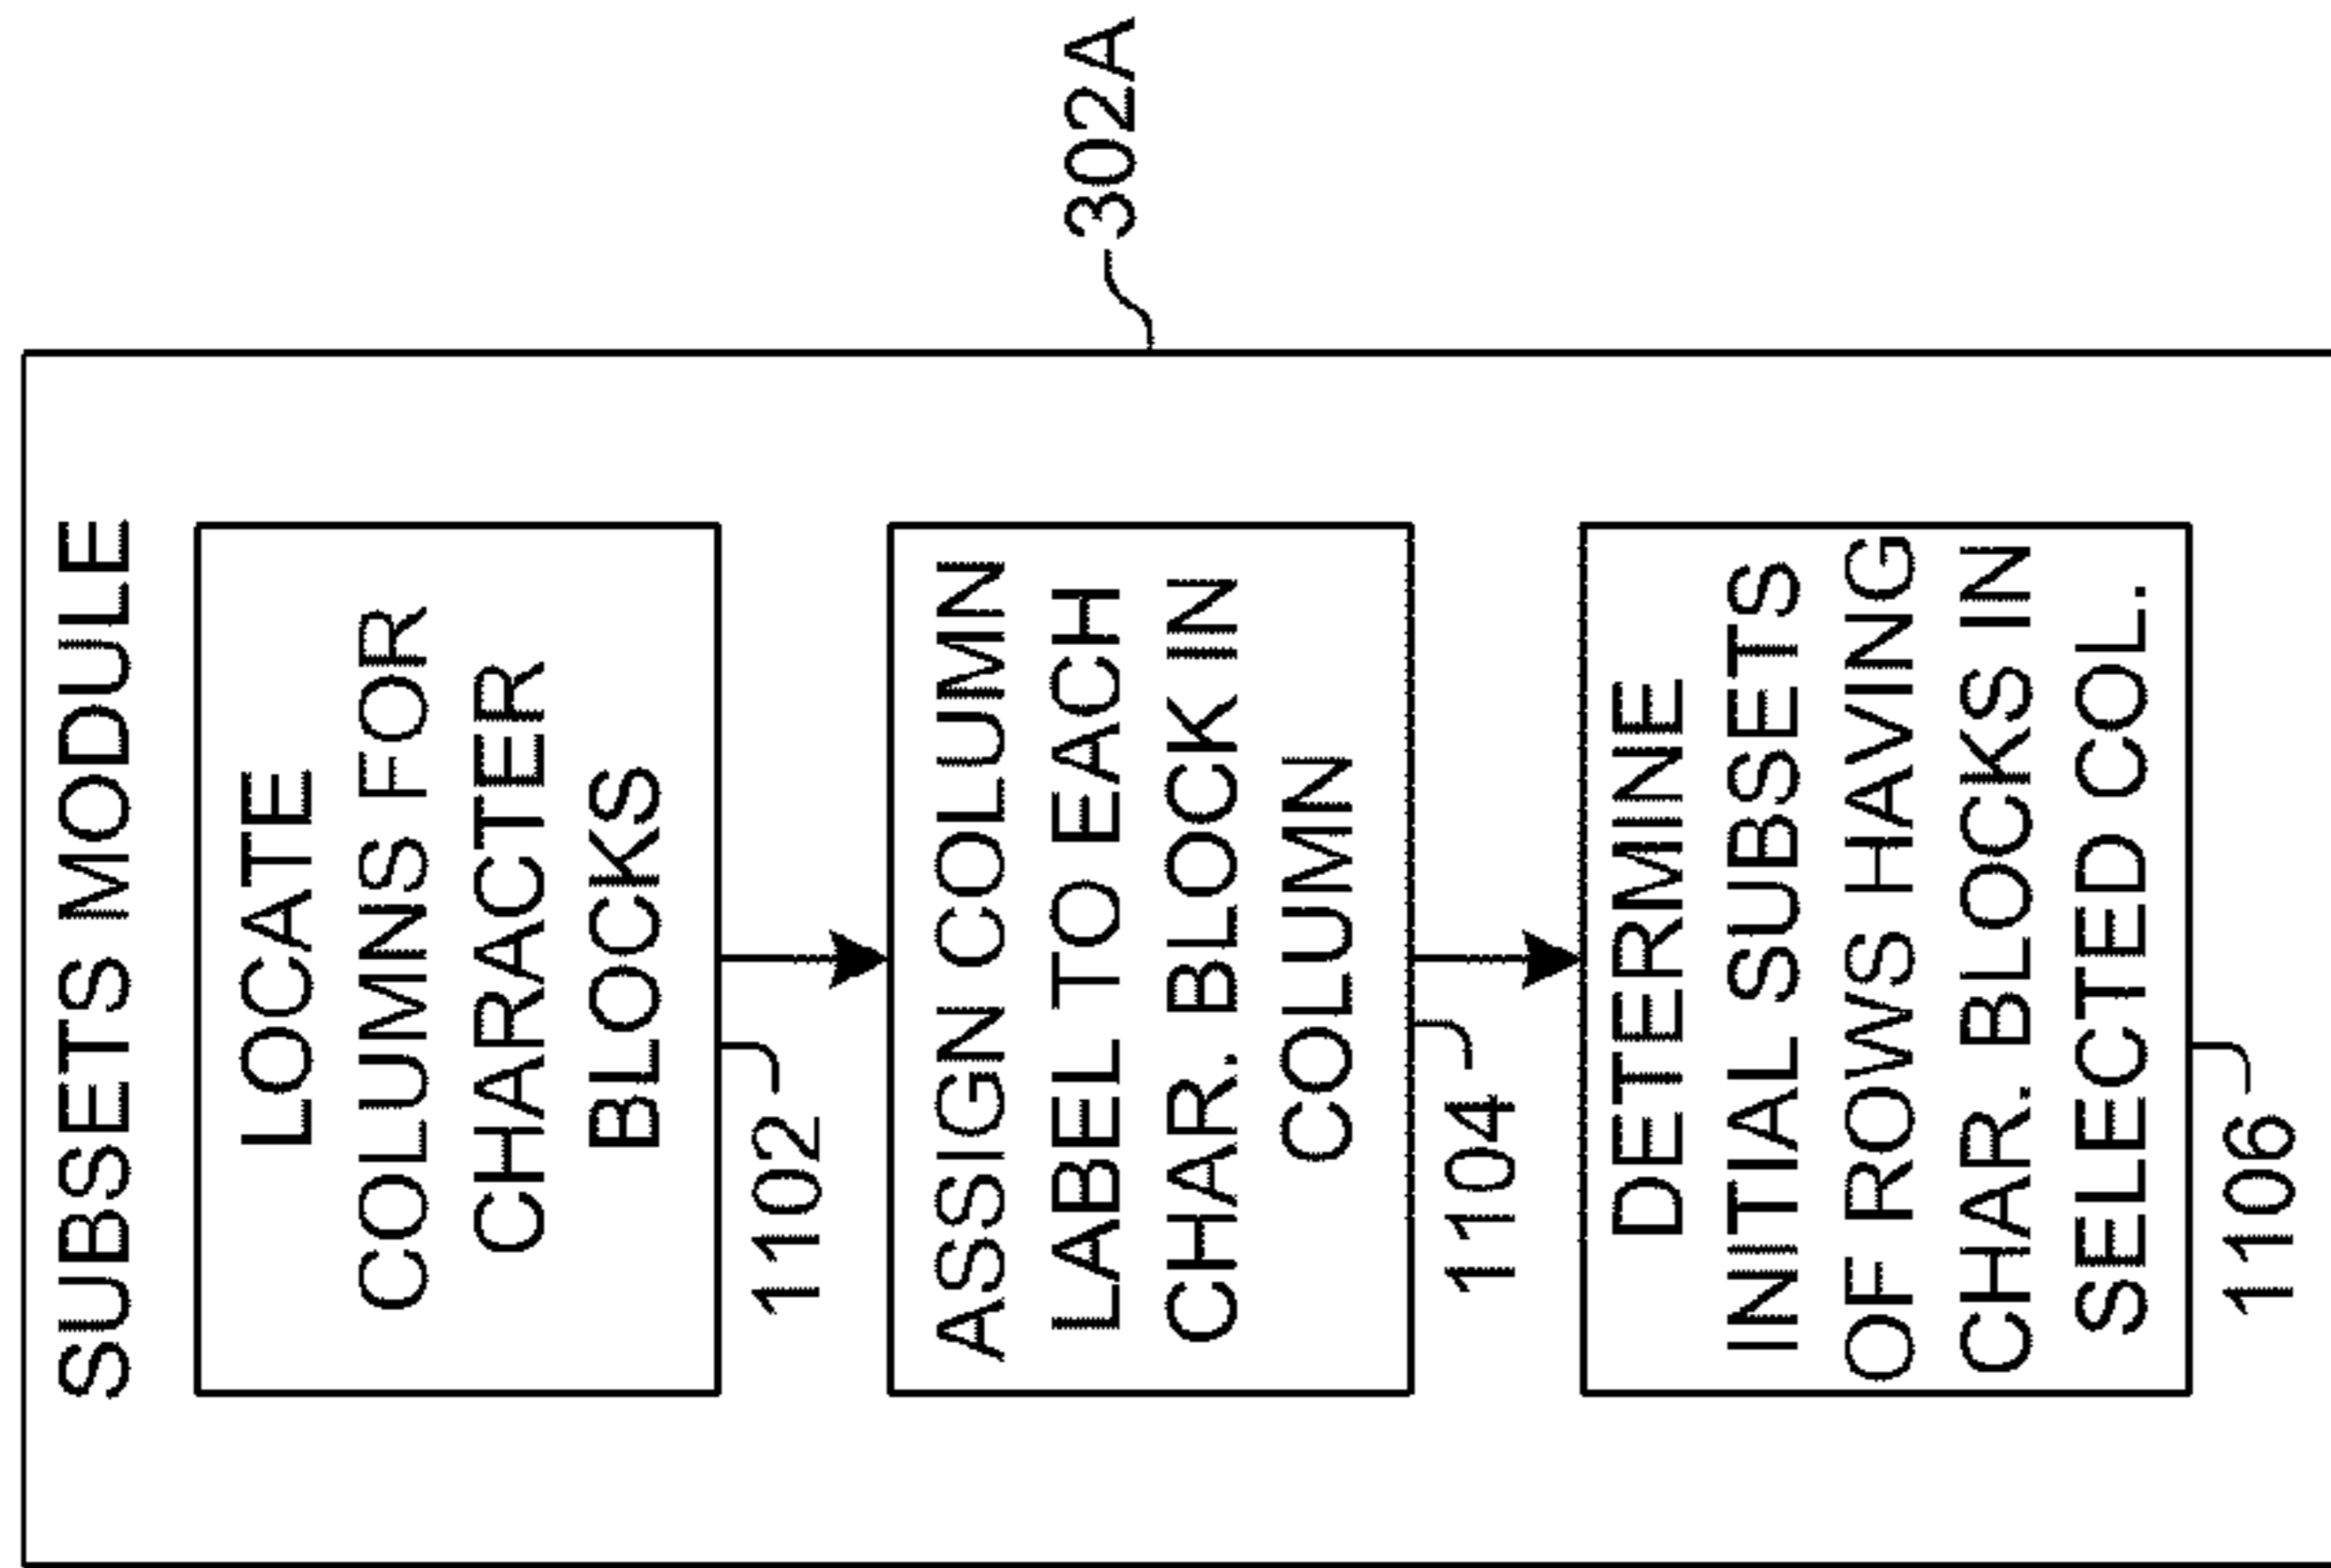 SUBSETS MODULE
LOCATE
COLUMNS FOR
CHARACTER
BLOCKS
1102
ASSIGN COLUMN
LABEL TO EACH
CHAR. BLOCK IN
COLUMN
1104
DETERMINE
INITIAL SUBSETS
OF ROWS HAVING
CHAR. BLOCKS IN
SELECTED COL.
1106
302A